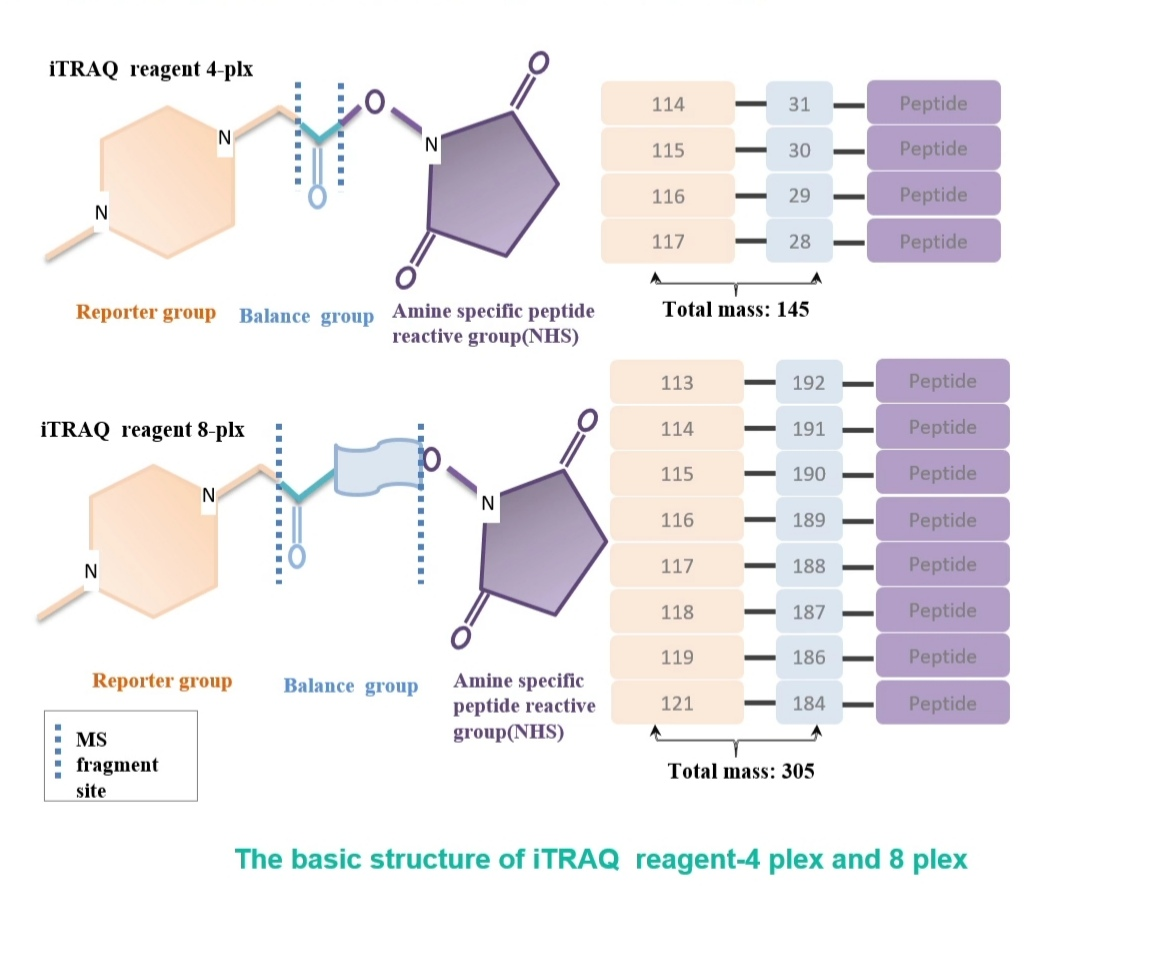 iTRAQ reagent 4-plx
N
N
O
O
N
O
O
Reporter group
Balance group
Amine specific peptide
reactive group(NHS)
114 31 Peptide
115 30 Peptide
116 29 Peptide
117 28 Peptide
Total mass: 145
iTRAQ reagent 8-plx
N
N
O
O
N
O
O
Reporter group
Balance group
Amine specific
peptide reactive
group(NHS)
113 192 Peptide
114 191 Peptide
115 190 Peptide
116 189 Peptide
117 188 Peptide
118 187 Peptide
119 186 Peptide
121 184 Peptide
Total mass: 305
MS
fragment
site
The basic structure of iTRAQ reagent-4 plex and 8 plex